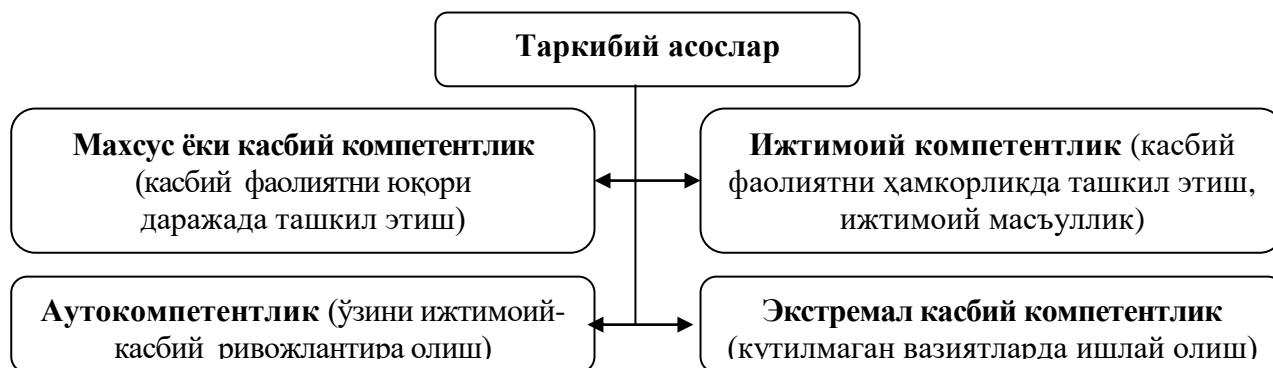 Таркибий асослар
Махсус ёки касбий компетентлик
(касбий фаолиятни юқори
даражада ташкил этиш)
Ижтимоий компетентлик (касбий
фаолиятни ҳамкорликда ташкил этиш,
ижтимоий масъуллик)
Аутокомпетентлик (ўзини ижтимоий-
касбий ривожлантира олиш)
Экстремал касбий компетентлик
(кутилмаган вазиятларда ишлай олиш)